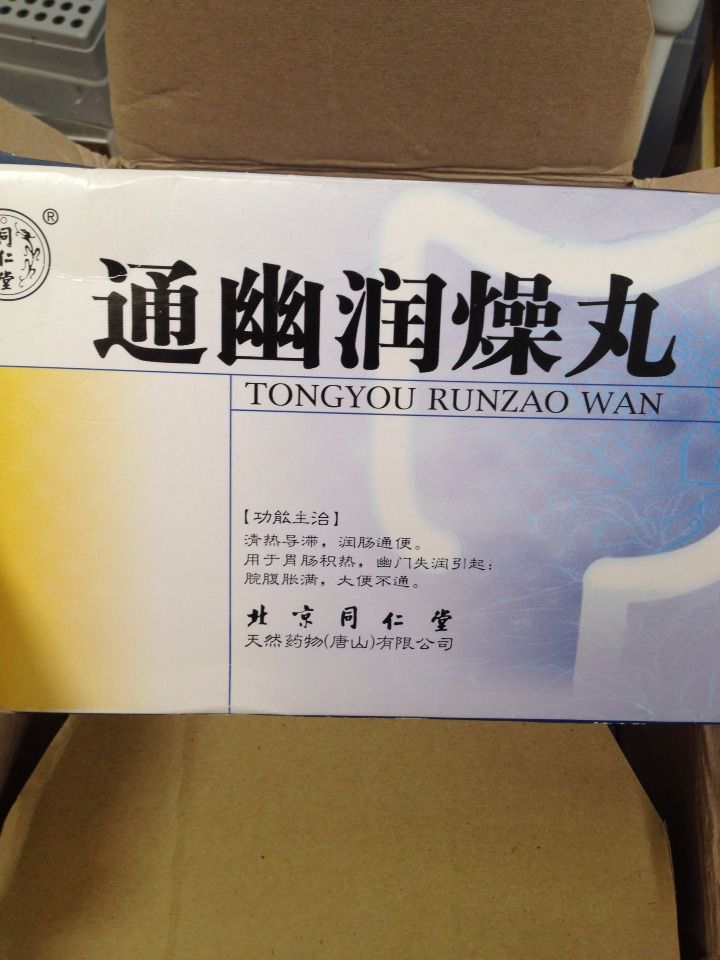 同仁堂
®
通幽润燥丸
TONGYOU RUNZAO WAN
【功能主治】
清热导滞，润肠通便。
用于胃肠积热，幽门失润引起：
脘腹胀满，大便不通。
北京同仁堂
天然药物(唐山)有限公司